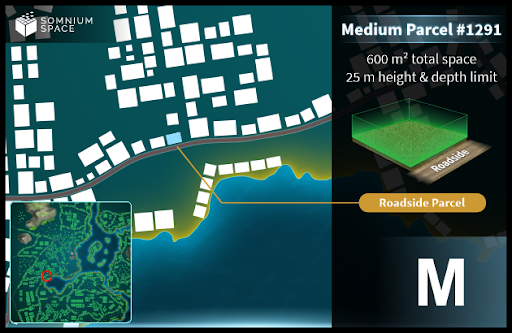 SOMNIUM
SPACE
Medium Parcel #1291
600 m² total space
25 m height & depth limit
Roadside
Roadside Parcel
M